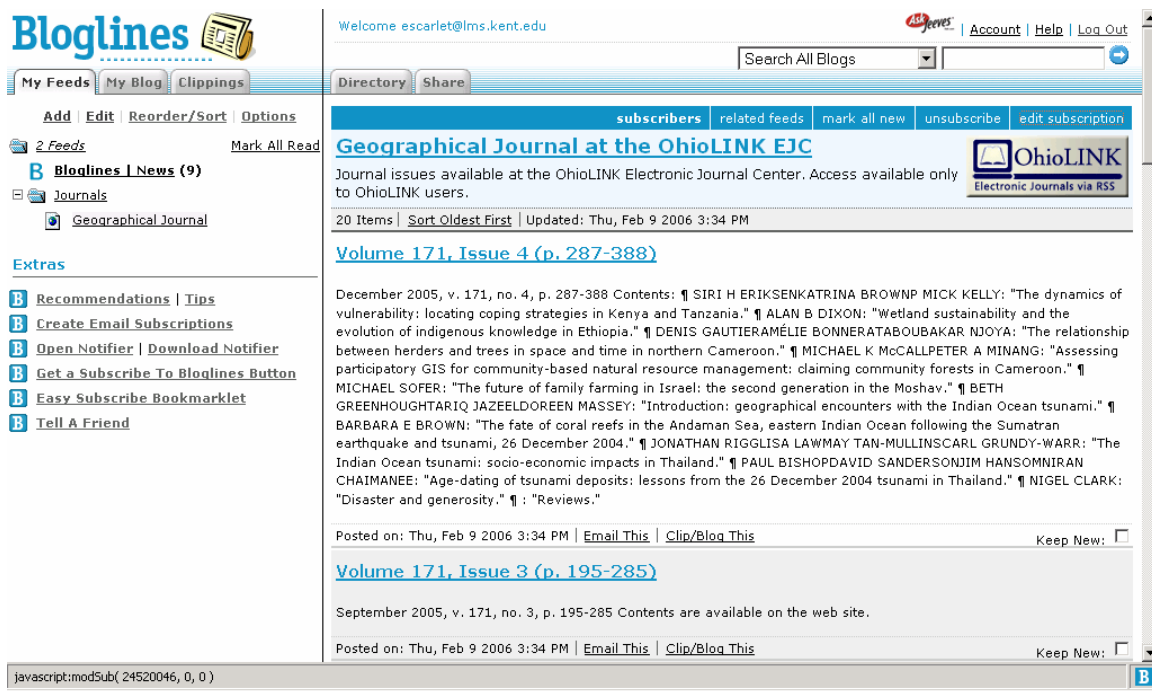 Bloglines
Welcome escarlet@lms.kent.edu
Ask Jeeves | Account | Help | Log Out
Search All Blogs
My Feeds My Blog Clippings
Directory Share
Add | Edit | Reorder/Sort | Options
2 Feeds Mark All Read
B Bloglines | News (9)
Journals
Geographical Journal
Extras
B Recommendations | Tips
B Create Email Subscriptions
B Open Notifier | Download Notifier
B Get a Subscribe To Bloglines Button
B Easy Subscribe Bookmarklet
B Tell A Friend
subscribers | related feeds | mark all new | unsubscribe | edit subscription
Geographical Journal at the OhioLINK EJC
Journal issues available at the OhioLINK Electronic Journal Center. Access available only
to OhioLINK users.
OhioLINK
Electronic Journals via RSS
20 Items | Sort Oldest First | Updated: Thu, Feb 9 2006 3:34 PM
Volume 171, Issue 4 (p. 287-388)
December 2005, v. 171, no. 4, p. 287-388 Contents: ¶ SIRI H ERIKSENKATRINA BROWNP MICK KELLY: "The dynamics of
vulnerability: locating coping strategies in Kenya and Tanzania." ¶ ALAN B DIXON: "Wetland sustainability and the
evolution of indigenous knowledge in Ethiopia." ¶ DENIS GAUTIERAMÉLIE BONNERATABOUBAKAR NJOYA: "The relationship
between herders and trees in space and time in northern Cameroon." ¶ MICHAEL K McCALLPETER A MINANG: "Assessing
participatory GIS for community-based natural resource management: claiming community forests in Cameroon." ¶
MICHAEL SOFER: "The future of family farming in Israel: the second generation in the Moshav." ¶ BETH
GREENHOUGHTARIQ JAZEELDOREEN MASSEY: "Introduction: geographical encounters with the Indian Ocean tsunami." ¶
BARBARA E BROWN: "The fate of coral reefs in the Andaman Sea, eastern Indian Ocean following the Sumatran
earthquake and tsunami, 26 December 2004." ¶ JONATHAN RIGGLISA LAWMAY TAN-MULLINSCARL GRUNDY-WARR: "The
Indian Ocean tsunami: socio-economic impacts in Thailand." ¶ PAUL BISHOPDAVID SANDERSONJIM HANSOMNIRAN
CHAIMANEE: "Age-dating of tsunami deposits: lessons from the 26 December 2004 tsunami in Thailand." ¶ NIGEL CLARK:
"Disaster and generosity." ¶ : "Reviews."
Posted on: Thu, Feb 9 2006 3:34 PM | Email This | Clip/Blog This Keep New:
Volume 171, Issue 3 (p. 195-285)
September 2005, v. 171, no. 3, p. 195-285 Contents are available on the web site.
Posted on: Thu, Feb 9 2006 3:34 PM | Email This | Clip/Blog This Keep New:
javascript:modSub( 24520046, 0, 0 ) B